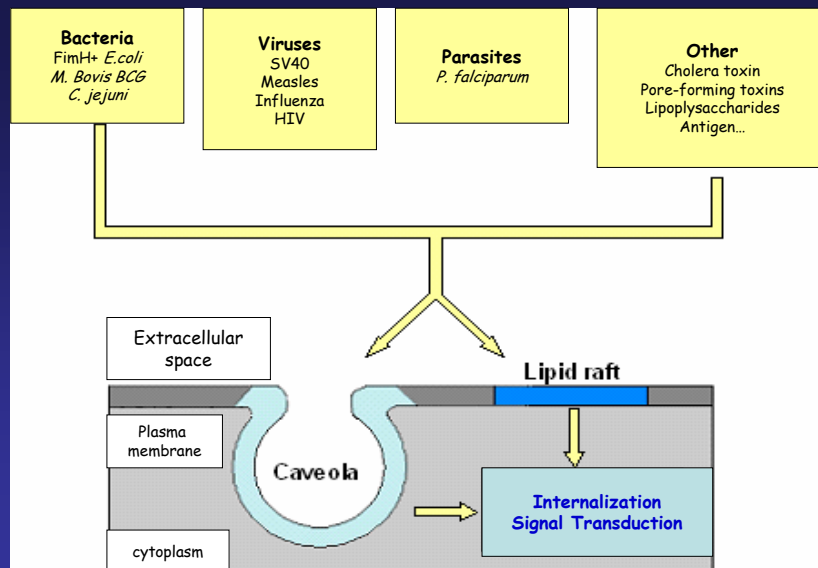 Bacteria
FimH+ E.coli
M. Bovis BCG
C. jejuni
Viruses
SV40
Measles
Influenza
HIV
Parasites
P. falciparum
Other
Cholera toxin
Pore-forming toxins
Lipoplysaccharides
Antigen...
Extracellular
space
Lipid raft
Plasma
membrane
Caveola
Internalization
Signal Transduction
cytoplasm